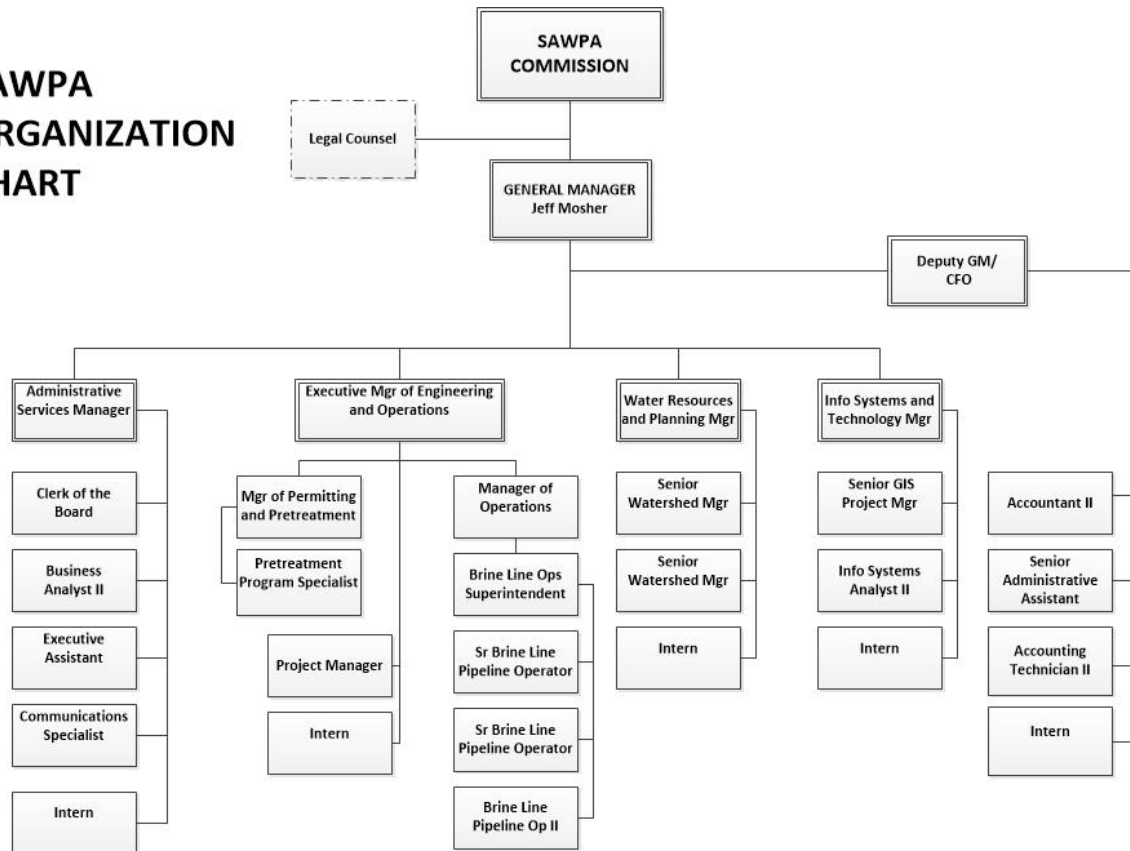 SAWPA
COMMISSION
AWPA
RGANIZATION
HART
Legal Counsel
GENERAL MANAGER
Jeff Mosher
Deputy GM/
CFO
Administrative
Services Manager
Executive Mgr of Engineering
and Operations
Water Resources
and Planning Mgr
Info Systems and
Technology Mgr
Clerk of the
Board
Business
Analyst II
Executive
Assistant
Communications
Specialist
Intern
Mgr of Permitting
and Pretreatment
Pretreatment
Program Specialist
Project Manager
Intern
Manager of
Operations
Brine Line Ops
Superintendent
Sr Brine Line
Pipeline Operator
Sr Brine Line
Pipeline Operator
Brine Line
Pipeline Op II
Senior
Watershed Mgr
Senior
Watershed Mgr
Intern
Senior GIS
Project Mgr
Info Systems
Analyst II
Intern
Accountant II
Senior
Administrative
Assistant
Accounting
Technician II
Intern